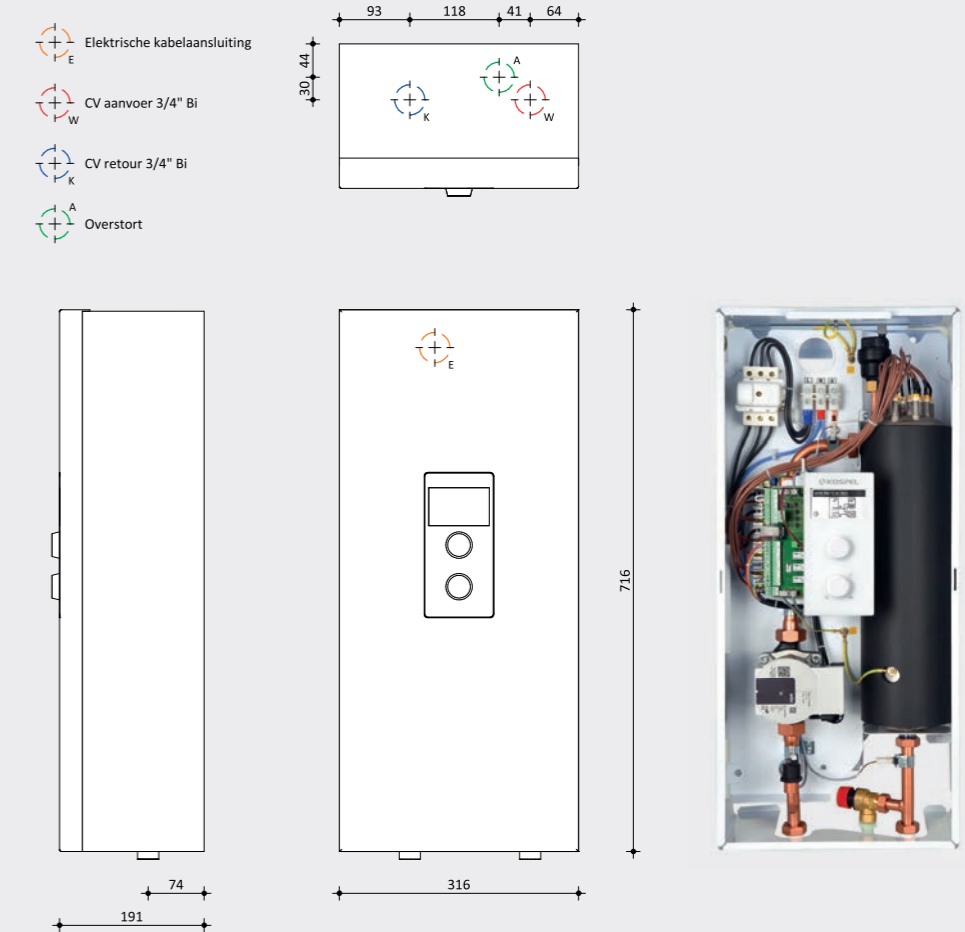 93 118 41 64
44
30
A
K
W
E
Elektrische kabelaansluiting
W
CV aanvoer 3/4" Bi
K
CV retour 3/4" Bi
A
Overstort
E
716
KOSPEL
74
191
316